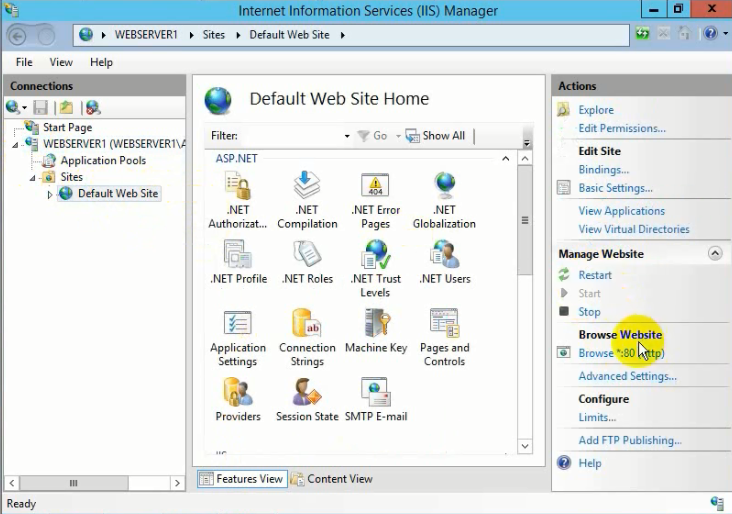 Internet Information Services (IIS) Manager
WEBSERVER1
Sites
Default Web Site
File View Help
Connections
Start Page
WEBSERVER1 (WEBSERVER1\A
Application Pools
Sites
Default Web Site
Default Web Site Home
Filter:
Go
Show All
ASP.NET
.NET Authorizat...
.NET Compilation
404
.NET Error Pages
.NET Globalization
.NET Profile
.NET Roles
.NET Trust Levels
.NET Users
Application Settings
ab
Connection Strings
Machine Key
Pages and Controls
Providers
Session State
SMTP E-mail
IIS
Features View
Content View
Actions
Explore
Edit Permissions...
Edit Site
Bindings...
Basic Settings...
View Applications
View Virtual Directories
Manage Website
Restart
Start
Stop
Browse Website
Browse *:80
Advanced Settings...
Configure
Limits...
Add FTP Publishing...
Help
Ready